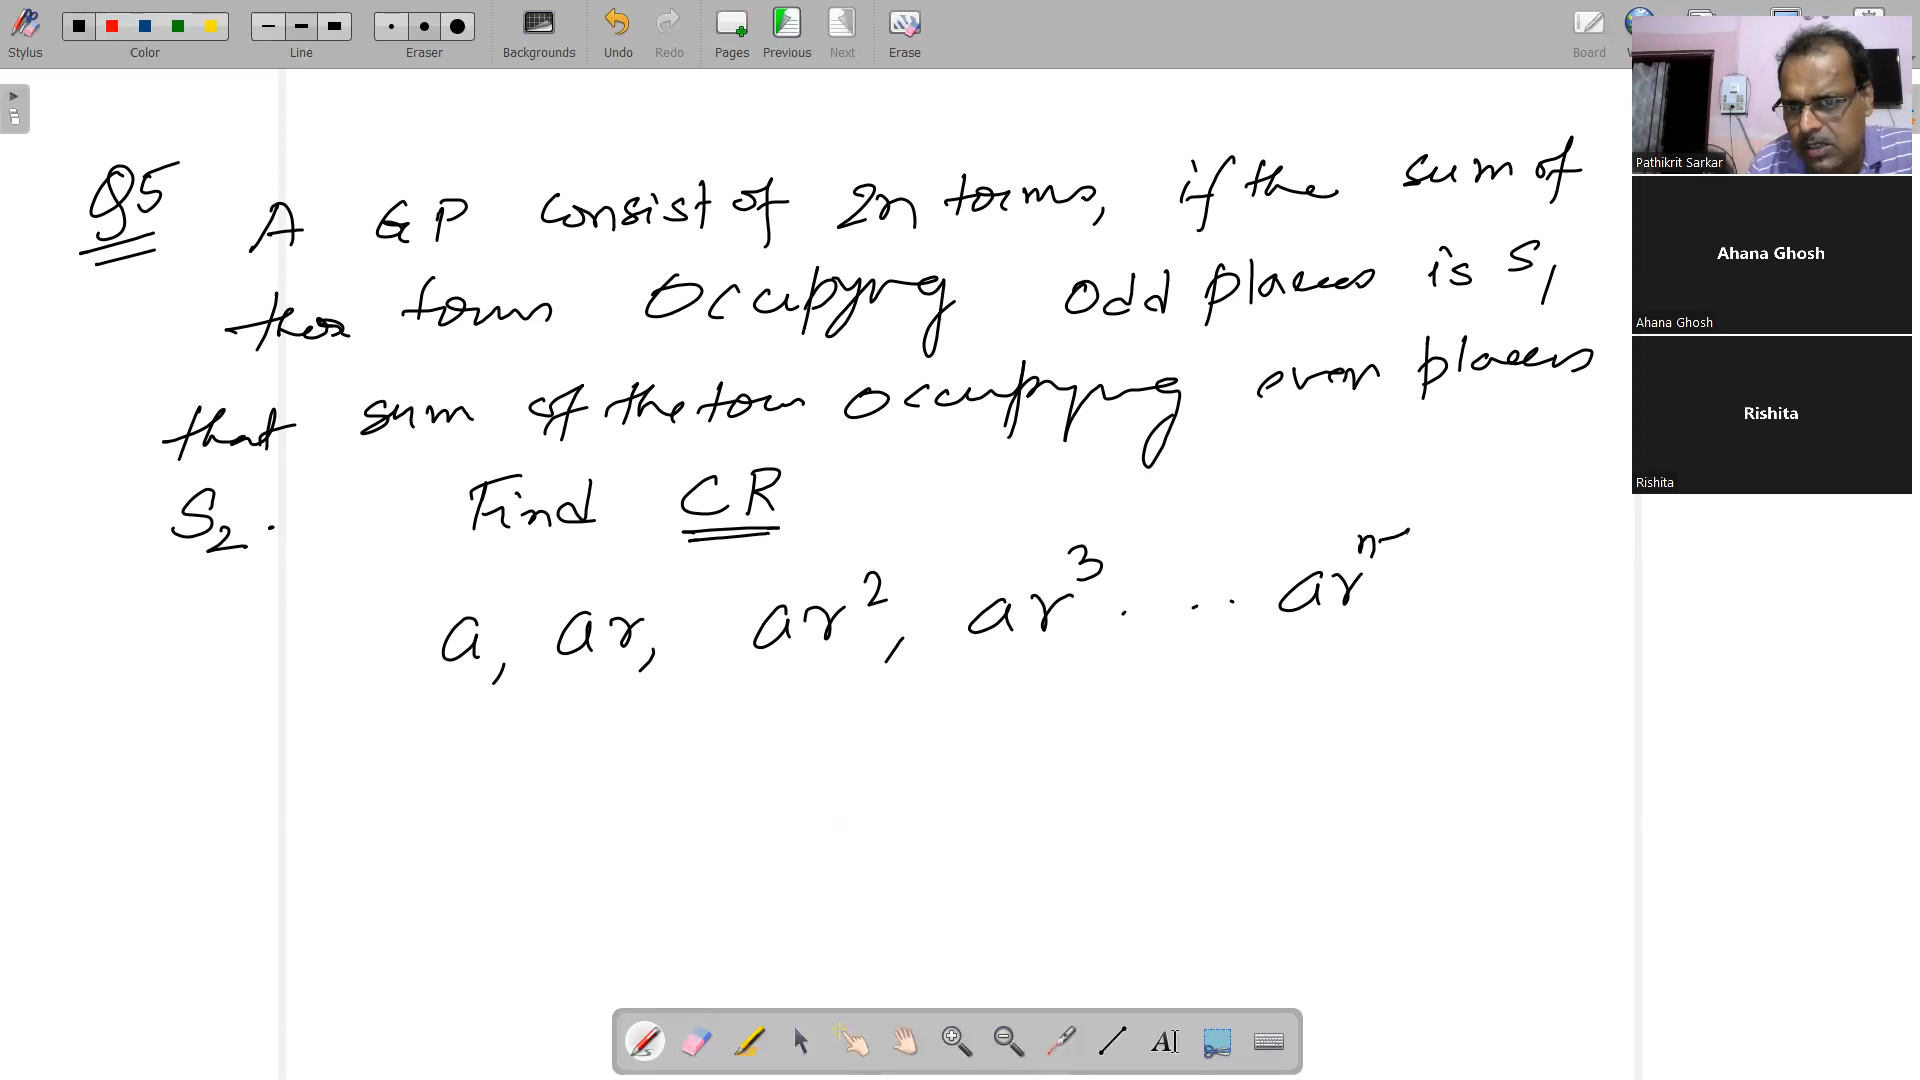 Stylus
Color
Line
Eraser
Backgrounds
Undo
Redo
Pages
Previous
Next
Erase
Board
Pathikrit Sarkar
Ahana Ghosh
Ahana Ghosh
Rishita
Rishita
Q5
A GP consist of 2n terms, if the sum of
the terms occupying odd places is S1
that sum of the term occupying even places
S2. Find CR
a, ar, ar², ar³. ... arⁿ⁻